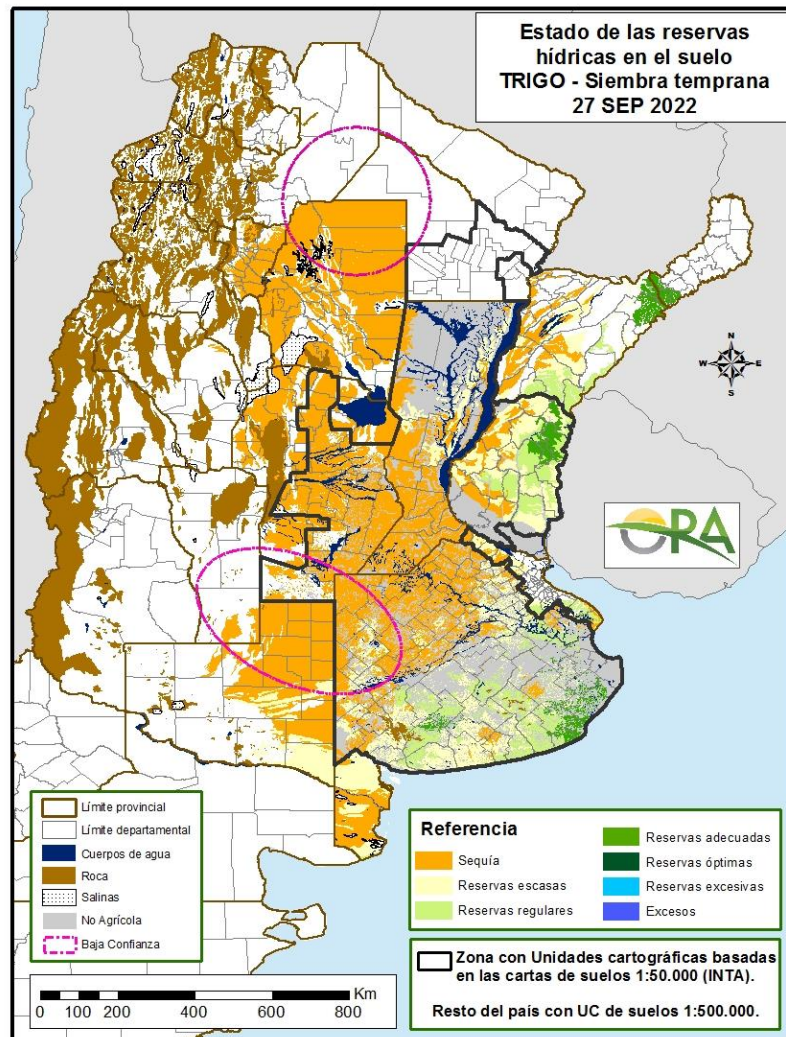 Estado de las reservas
hídricas en el suelo
TRIGO - Siembra temprana
27 SEP 2022
N
W E
S
ORA
Límite provincial
Límite departamental
Cuerpos de agua
Roca
Salinas
No Agrícola
Baja Confianza
Referencia
Sequía
Reservas escasas
Reservas regulares
Reservas adecuadas
Reservas óptimas
Reservas excesivas
Excesos
Zona con Unidades cartográficas basadas
en las cartas de suelos 1:50.000 (INTA).
Resto del país con UC de suelos 1:500.000.
Km
0 100 200 400 600 800